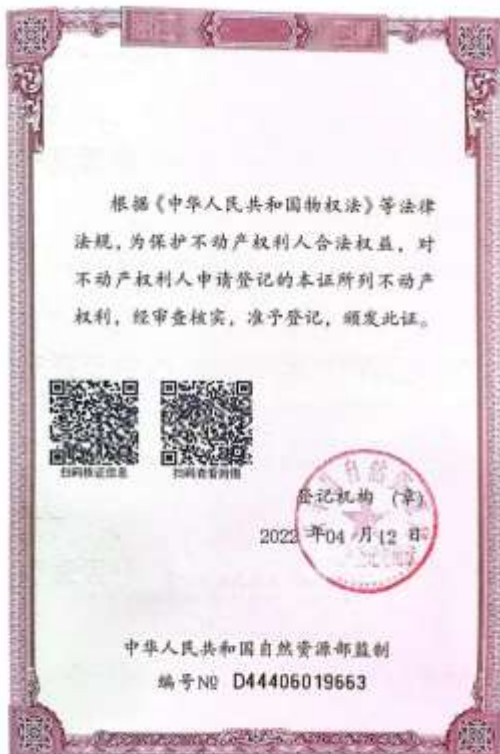 根据《中华人民共和国物权法》等法律
法规，为保护不动产权利人合法权益，对
不动产权利人申请登记的本证所列不动产
权利，经审查核实，准予登记，颁发此证。
扫码核证信息
扫码查看附图
登记机构 (章)
2022 年04 月12 日
中华人民共和国自然资源部监制
编号№ D44406019663